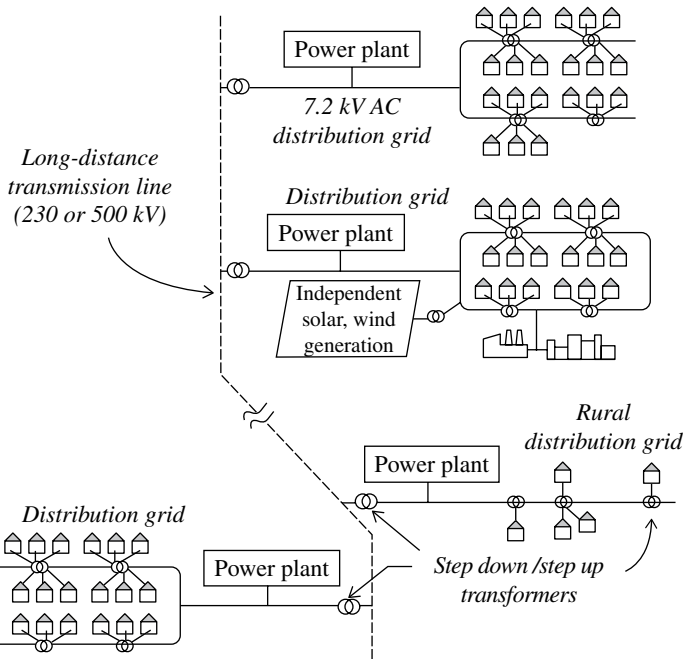 Power plant
7.2 kV AC
distribution grid
Long-distance
transmission line
(230 or 500 kV)
Distribution grid
Power plant
Independent
solar, wind
generation
Rural
distribution grid
Power plant
Distribution grid
Power plant
Step down /step up
transformers